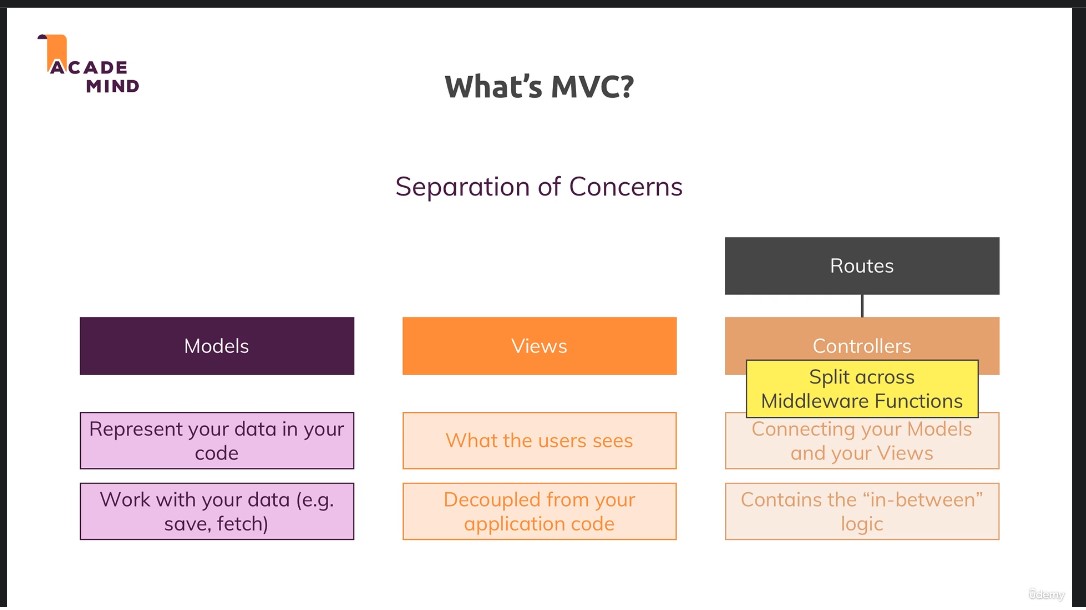 ACADE
MIND
What's MVC?
Separation of Concerns
Routes
Models
Views
Controllers
Split across
Middleware Functions
Represent your data in your
code
What the users sees
Connecting your Models
and your Views
Work with your data (e.g.
save, fetch)
Decoupled from your
application code
Contains the “in-between”
logic
ûdemy